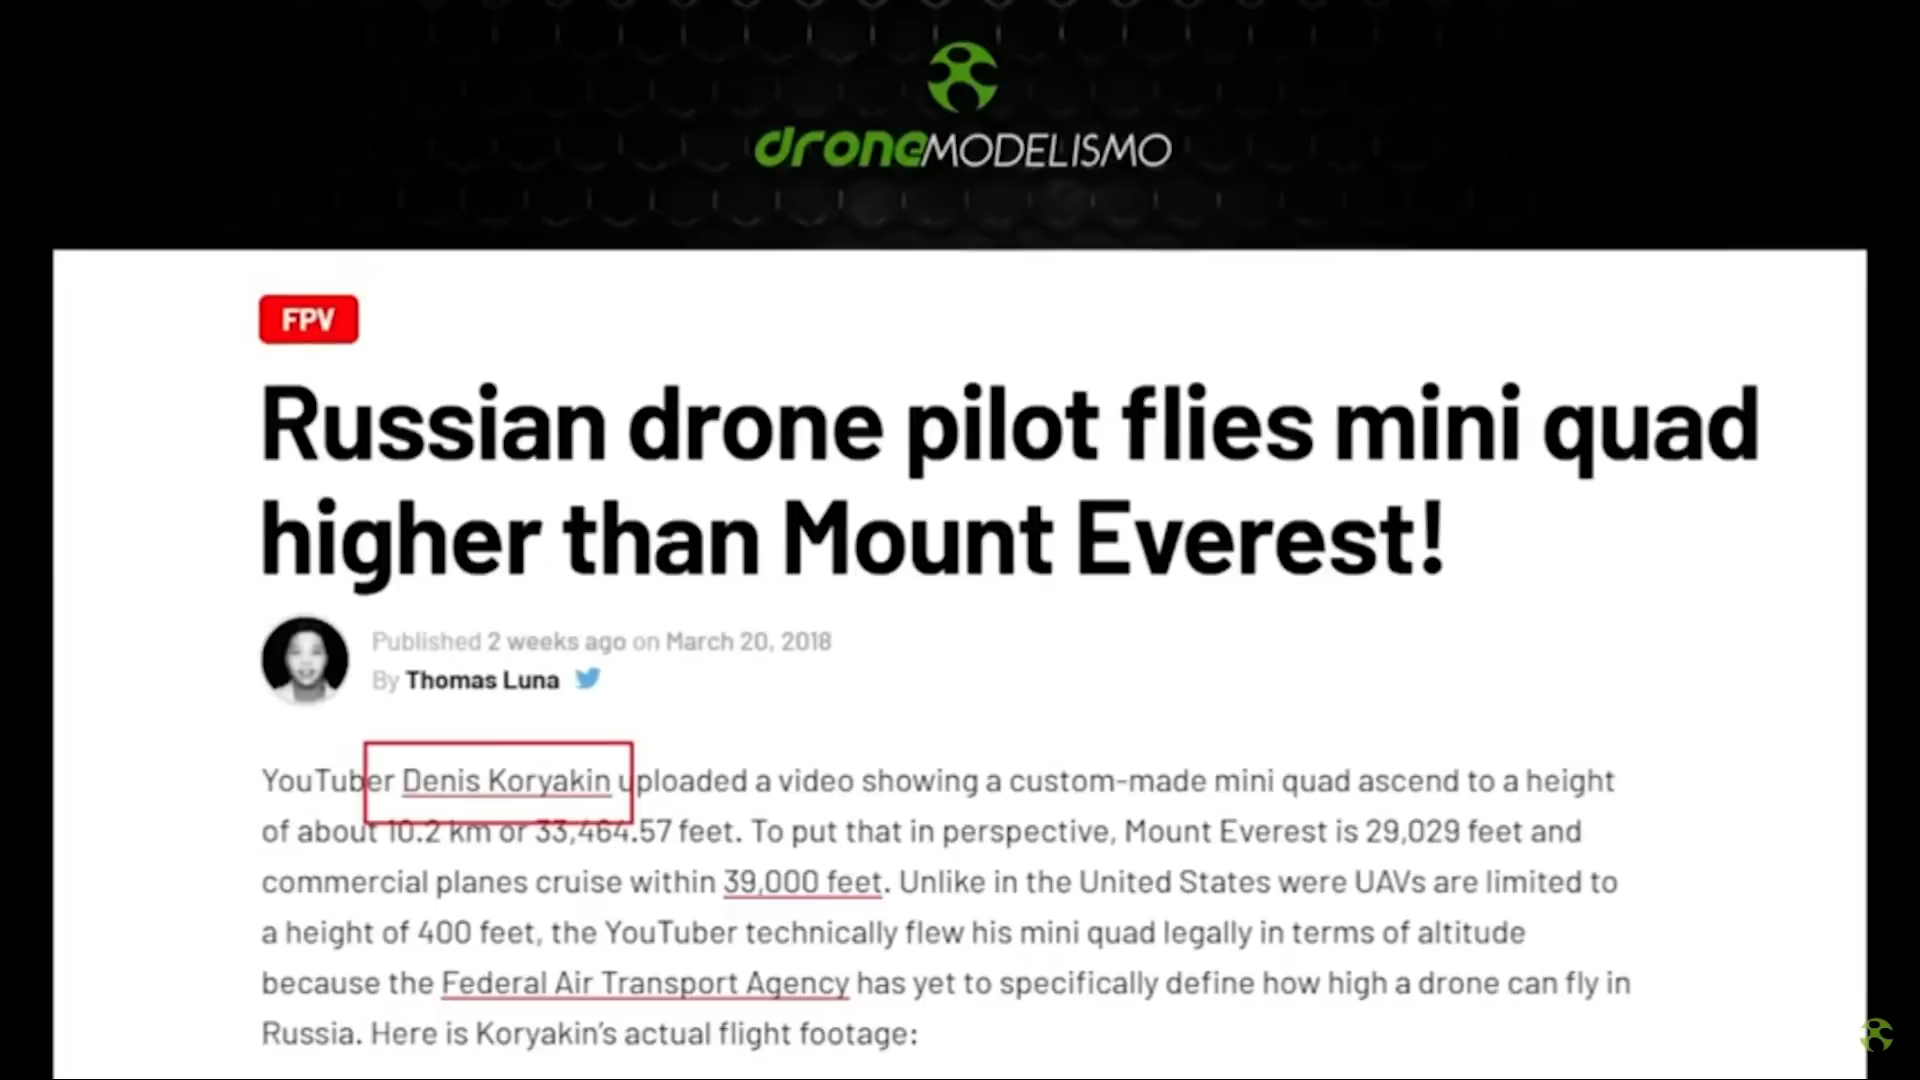 droneMODELISMO
FPV
Russian drone pilot flies mini quad
higher than Mount Everest!
Published 2 weeks ago on March 20, 2018
By Thomas Luna
YouTuber Denis Koryakin uploaded a video showing a custom-made mini quad ascend to a height
of about 10.2 km or 33,464.57 feet. To put that in perspective, Mount Everest is 29,029 feet and
commercial planes cruise within 39,000 feet. Unlike in the United States were UAVs are limited to
a height of 400 feet, the YouTuber technically flew his mini quad legally in terms of altitude
because the Federal Air Transport Agency has yet to specifically define how high a drone can fly in
Russia. Here is Koryakin's actual flight footage: